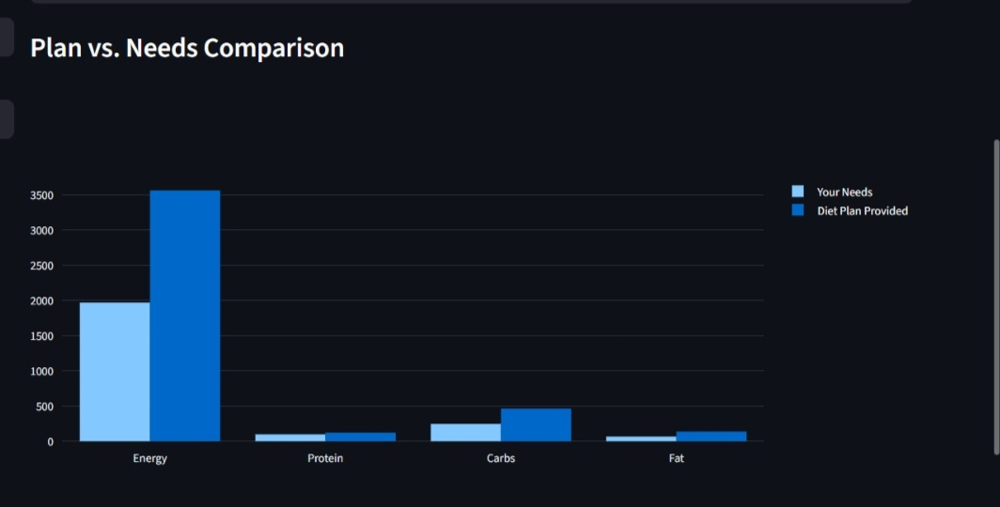 Plan vs. Needs Comparison
3500
3000
2500
2000
1500
1000
500
0
Energy
Protein
Carbs
Fat
Your Needs
Diet Plan Provided